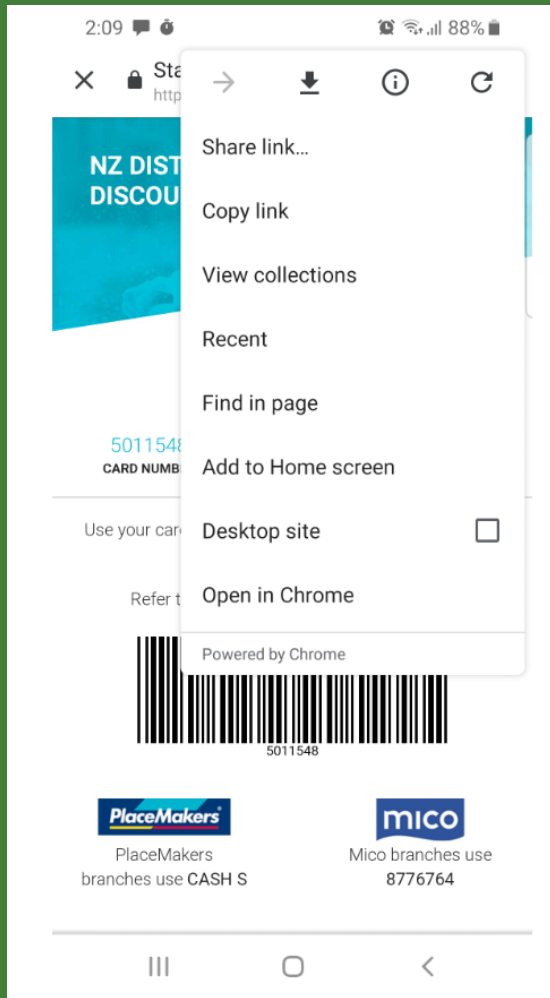 2:09
88%
Sta
http
NZ DIST
DISCOU
Share link...
Copy link
View collections
Recent
Find in page
Add to Home screen
Desktop site
Open in Chrome
Powered by Chrome
5011548
CARD NUMB
Use your car
Refer t
5011548
PlaceMakers
mico
PlaceMakers
branches use CASH S
Mico branches use
8776764